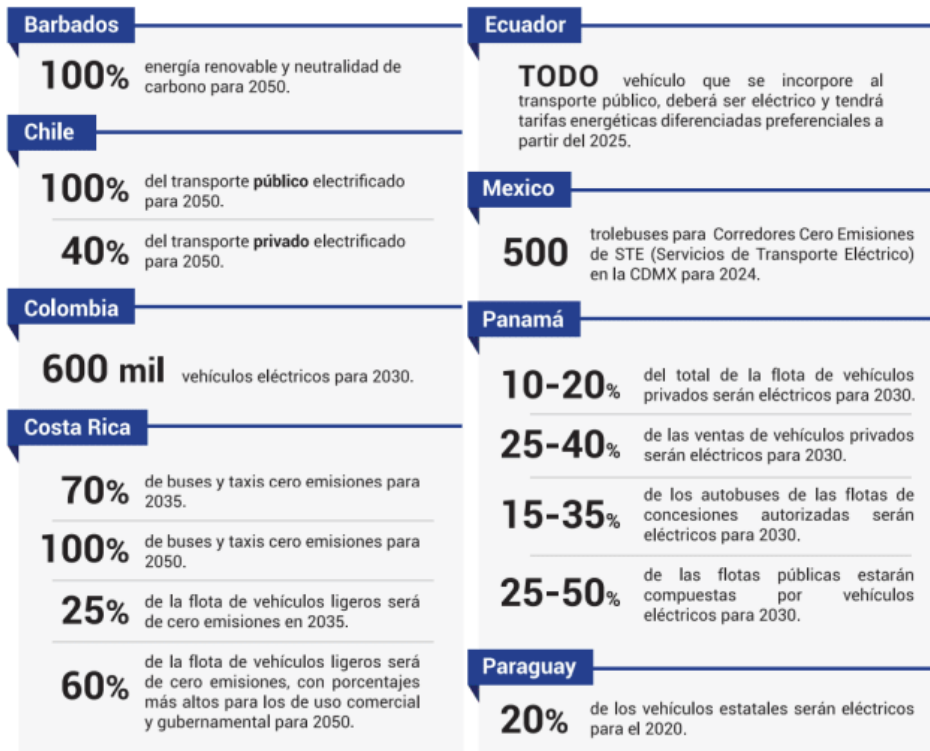 Barbados
100% energía renovable y neutralidad de
carbono para 2050.
Chile
100% del transporte público electrificado
para 2050.
40% del transporte privado electrificado
para 2050.
Colombia
600 mil vehículos eléctricos para 2030.
Costa Rica
70% de buses y taxis cero emisiones para
2035.
100% de buses y taxis cero emisiones para
2050.
25% de la flota de vehículos ligeros será
de cero emisiones en 2035.
de la flota de vehículos ligeros será
60% de cero emisiones, con porcentajes
más altos para los de uso comercial
y gubernamental para 2050.
Ecuador
TODO vehículo que se incorpore al
transporte público, deberá ser eléctrico y tendrá
tarifas energéticas diferenciadas preferenciales a
partir del 2025.
Mexico
trolebuses para Corredores Cero Emisiones
500 de STE (Servicios de Transporte Eléctrico)
en la CDMX para 2024.
Panamá
10-20% del total de la flota de vehículos
privados serán eléctricos para 2030.
25-40% de las ventas de vehículos privados
serán eléctricos para 2030.
de los autobuses de las flotas de
15-35% concesiones autorizadas serán
eléctricos para 2030.
de las flotas públicas estarán
25-50% compuestas por vehículos
eléctricos para 2030.
Paraguay
20% de los vehículos estatales serán eléctricos
para el 2020.